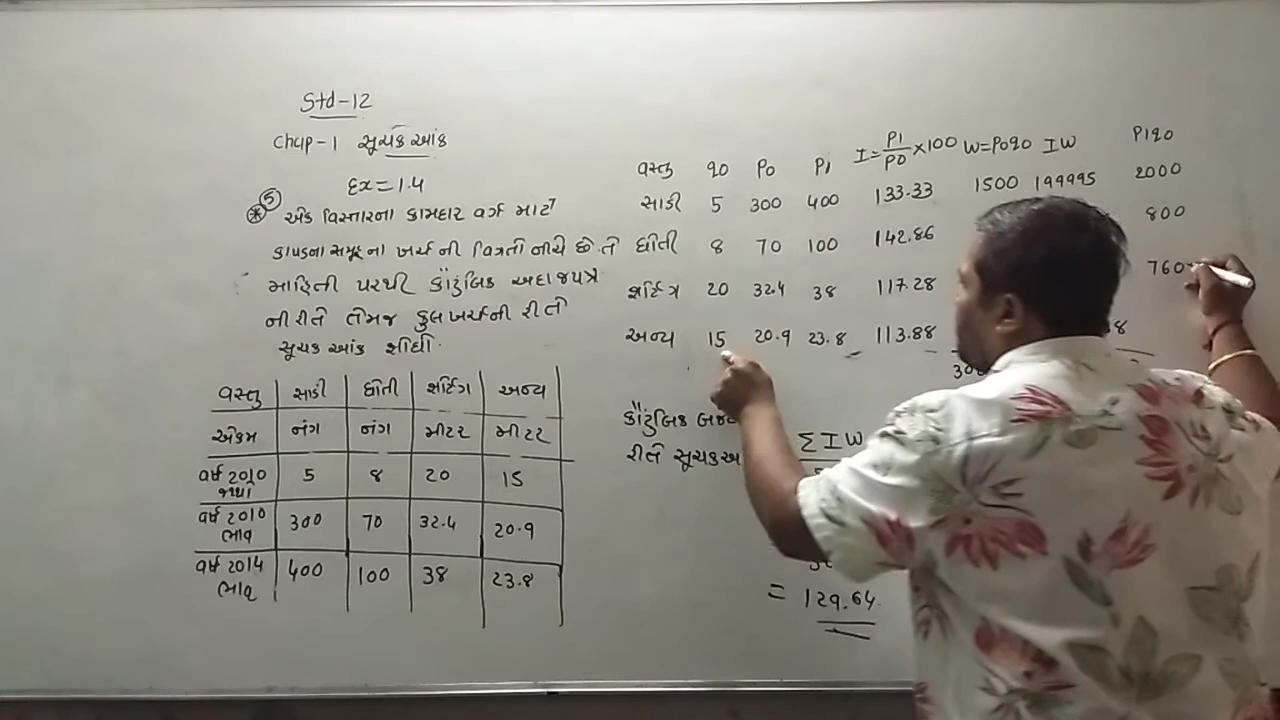 Std-12
Chap-1 સૂચક આંક
Ex=1.4
* 5 એક વિસ્તારના કામદાર વર્ગ માટે
કાપડના સમૂહ ના ખર્ચ ની વિગતો નીચે છે. તે
માહિતી પરથી કૌટુંબિક અંદાજપત્ર
ની રીતે તેમજ કુલખર્ચની રીતે
સૂચક આંક શોધો.
વસ્તુ સાડી ધોતી શર્ટિંગ અન્ય
એકમ નંગ નંગ મીટર મીટર
વર્ષ 2010 જથ્થા 5 8 20 15
વર્ષ 2010 ભાવ 300 70 32.4 20.9
વર્ષ 2014 ભાવ 400 100 38 23.8
વસ્તુ q0 P0 P1 I=P1/P0×100 W=P0q0 IW P1q0
સાડી 5 300 400 133.33 1500 199995 2000
ધોતી 8 70 100 142.86 800
શર્ટિંગ 20 32.4 38 117.28 760
અન્ય 15 20.9 23.8 113.88
કૌટુંબિક
રીતે સૂચકઅ ΣIW
= 129.64